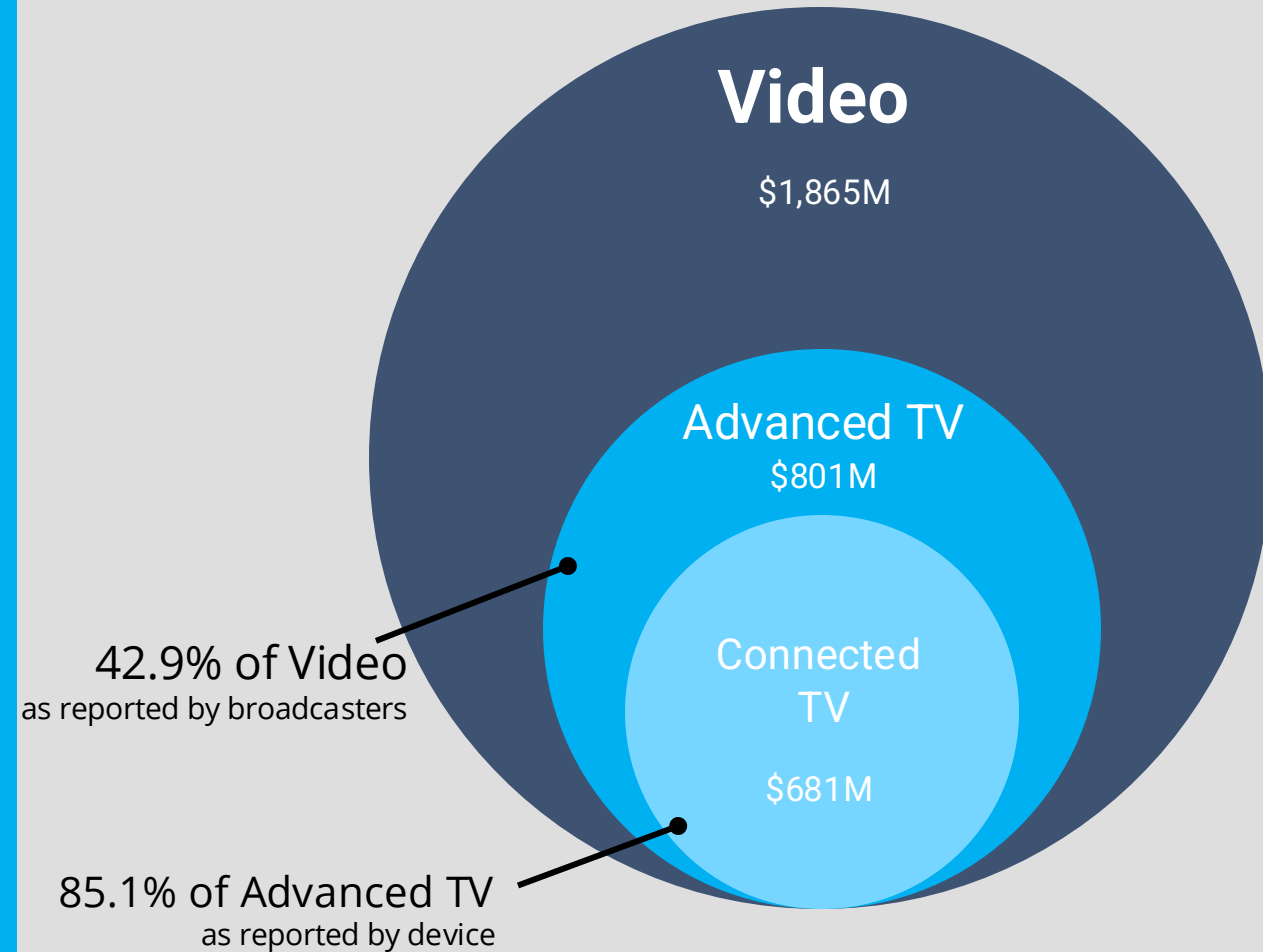 Video
$1,865M
Advanced TV
$801M
Connected
TV
$681M
42.9% of Video
as reported by broadcasters
85.1% of Advanced TV
as reported by device